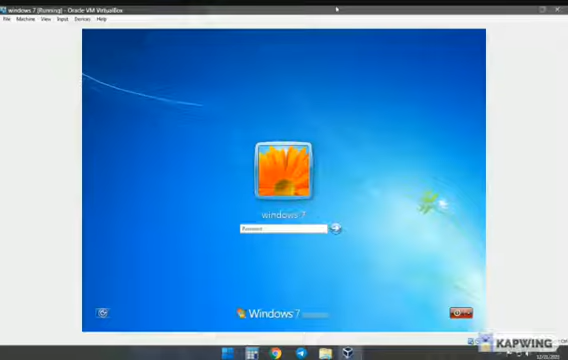 windows 7 [Running] - Oracle VM VirtualBox
File Machine View Input Devices Help
windows 7
Password
Windows 7
KAPWING